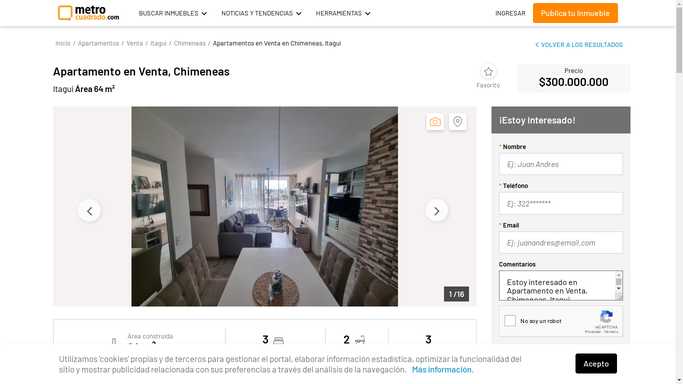 metro
cuadrado.com
BUSCAR INMUEBLES
NOTICIAS Y TENDENCIAS
HERRAMIENTAS
INGRESAR
Publica tu Inmueble
Inicio / Apartamentos / Venta / Itagui / Chimeneas / Apartamentos en Venta en Chimeneas, Itagui
VOLVER A LOS RESULTADOS
Apartamento en Venta, Chimeneas
Itagui Área 64 m²
Favorito
Precio
$300.000.000
1 / 16
¡Estoy Interesado!
* Nombre
Ej: Juan Andres
* Teléfono
Ej: 322*******
* Email
Ej: juanandres@email.com
Comentarios
Estoy interesado en
Apartamento en Venta,
Chimeneas, Itagui
No soy un robot
reCAPTCHA
Privacidad - Términos
Área construida
3
2
3
Utilizamos 'cookies' propias y de terceros para gestionar el portal, elaborar información estadística, optimizar la funcionalidad del
sitio y mostrar publicidad relacionada con sus preferencias a través del análisis de la navegación. Más información.
Acepto